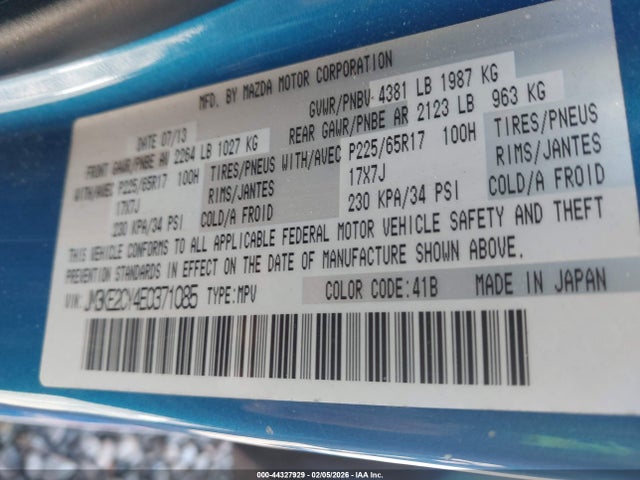 MFD. BY MAZDA MOTOR CORPORATION
DATE 07/13 GVWR/PNBV 4381 LB 1987 KG
FRONT GAWR/PNBE AV 2264 LB 1027 KG REAR GAWR/PNBE AR 2123 LB 963 KG
WITH/AVEC P225/65R17 100H TIRES/PNEUS WITH/AVEC P225/65R17 100H TIRES/PNEUS
17X7J RIMS/JANTES 17X7J RIMS/JANTES
230 KPA/34 PSI COLD/A FROID 230 KPA/34 PSI COLD/A FROID
THIS VEHICLE CONFORMS TO ALL APPLICABLE FEDERAL MOTOR VEHICLE SAFETY AND THEFT
PREVENTION STANDARDS IN EFFECT ON THE DATE OF MANUFACTURE SHOWN ABOVE.
VIN: JM3KE2CY4E0371085 TYPE:MPV COLOR CODE:41B MADE IN JAPAN
000-44327929 - 02/05/2026 - IAA Inc.